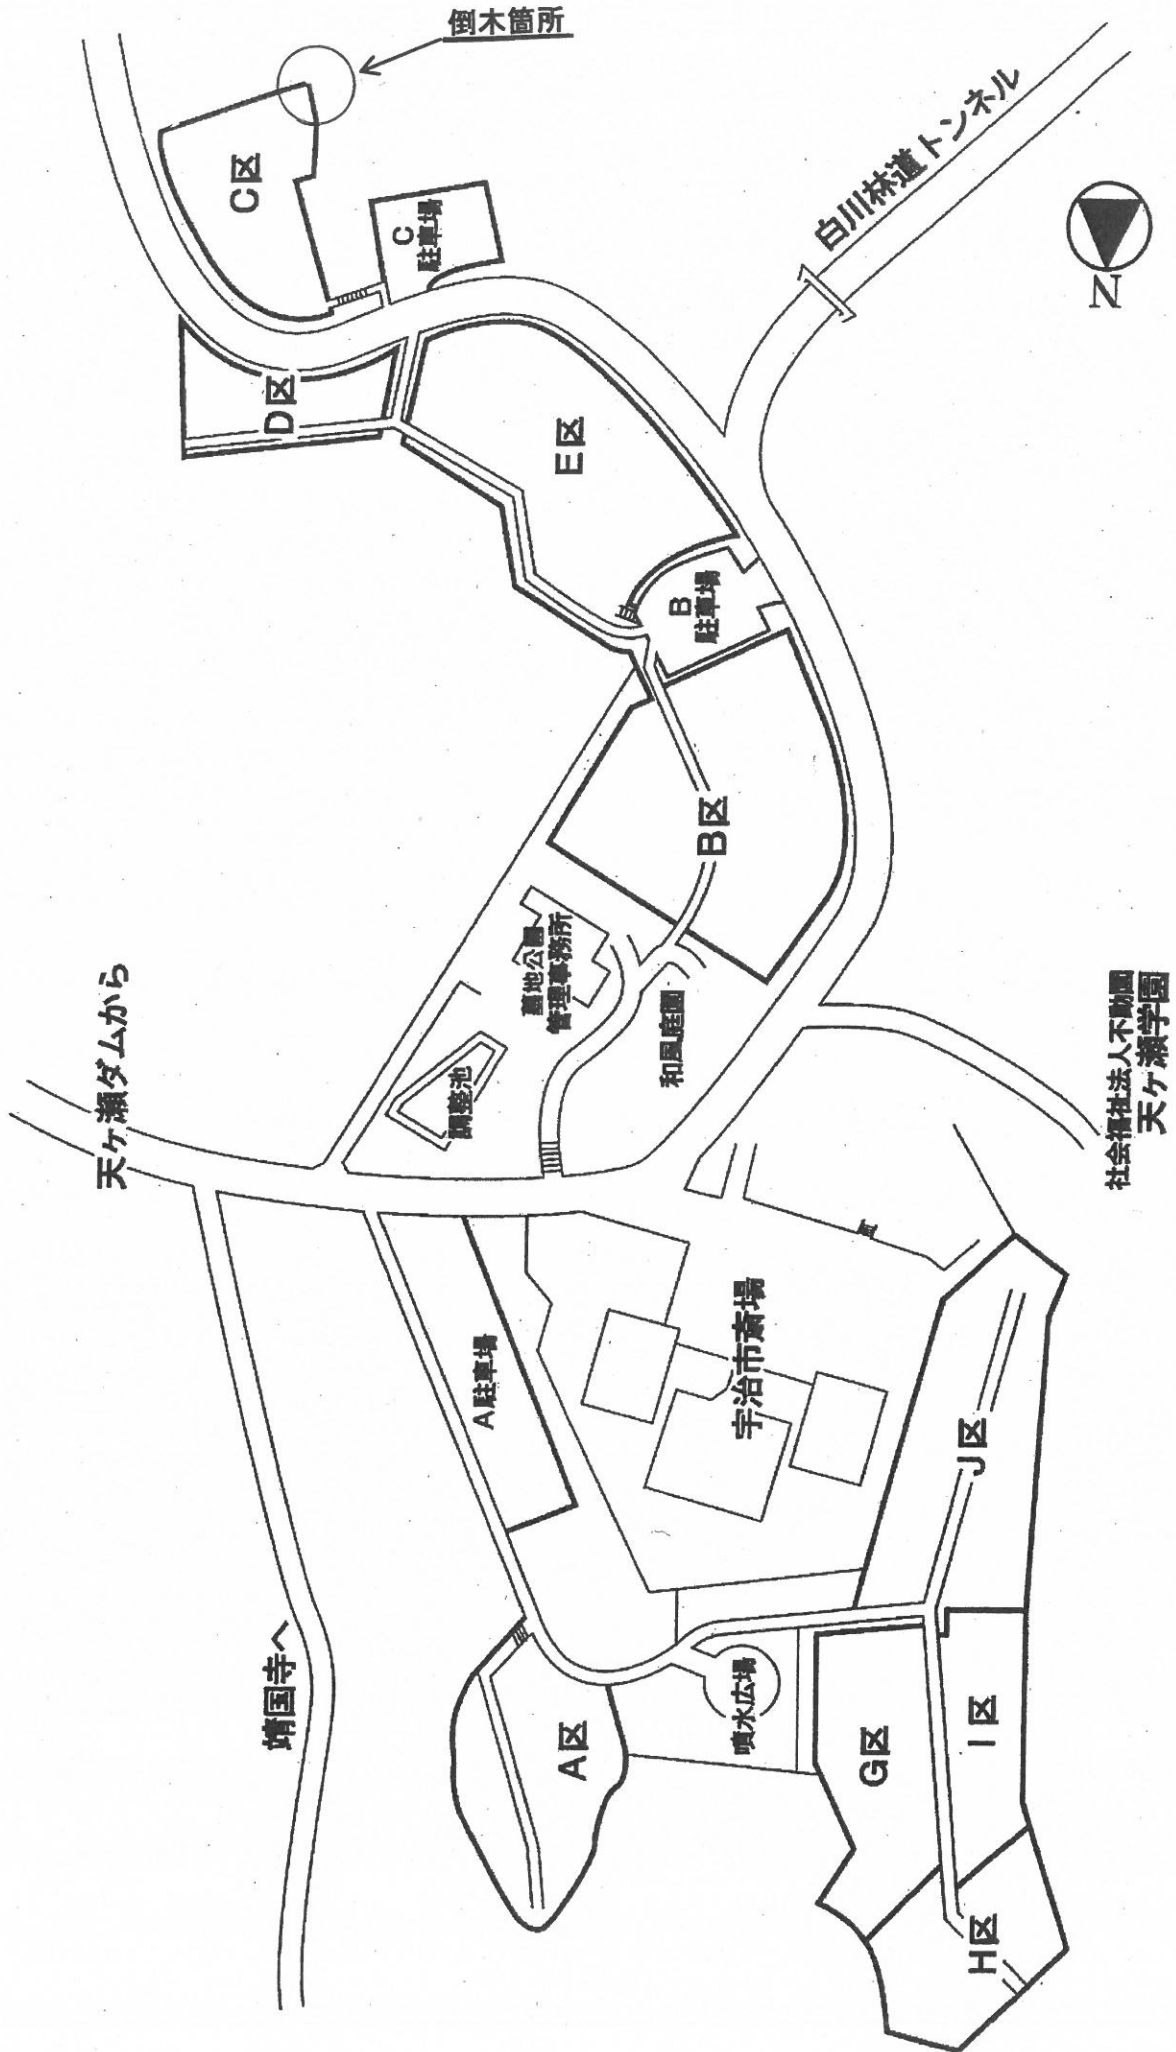 倒木箇所
C区
C
駐車場
白川林道トンネル
N
D区
E区
B
駐車場
B区
天ヶ瀬ダムから
墓地公園
管理事務所
和風庭園
調整池
社会福祉法人不動園
天ヶ瀬学園
A駐車場
宇治市斎場
J区
靖国寺へ
A区
噴水広場
G区
I区
H区